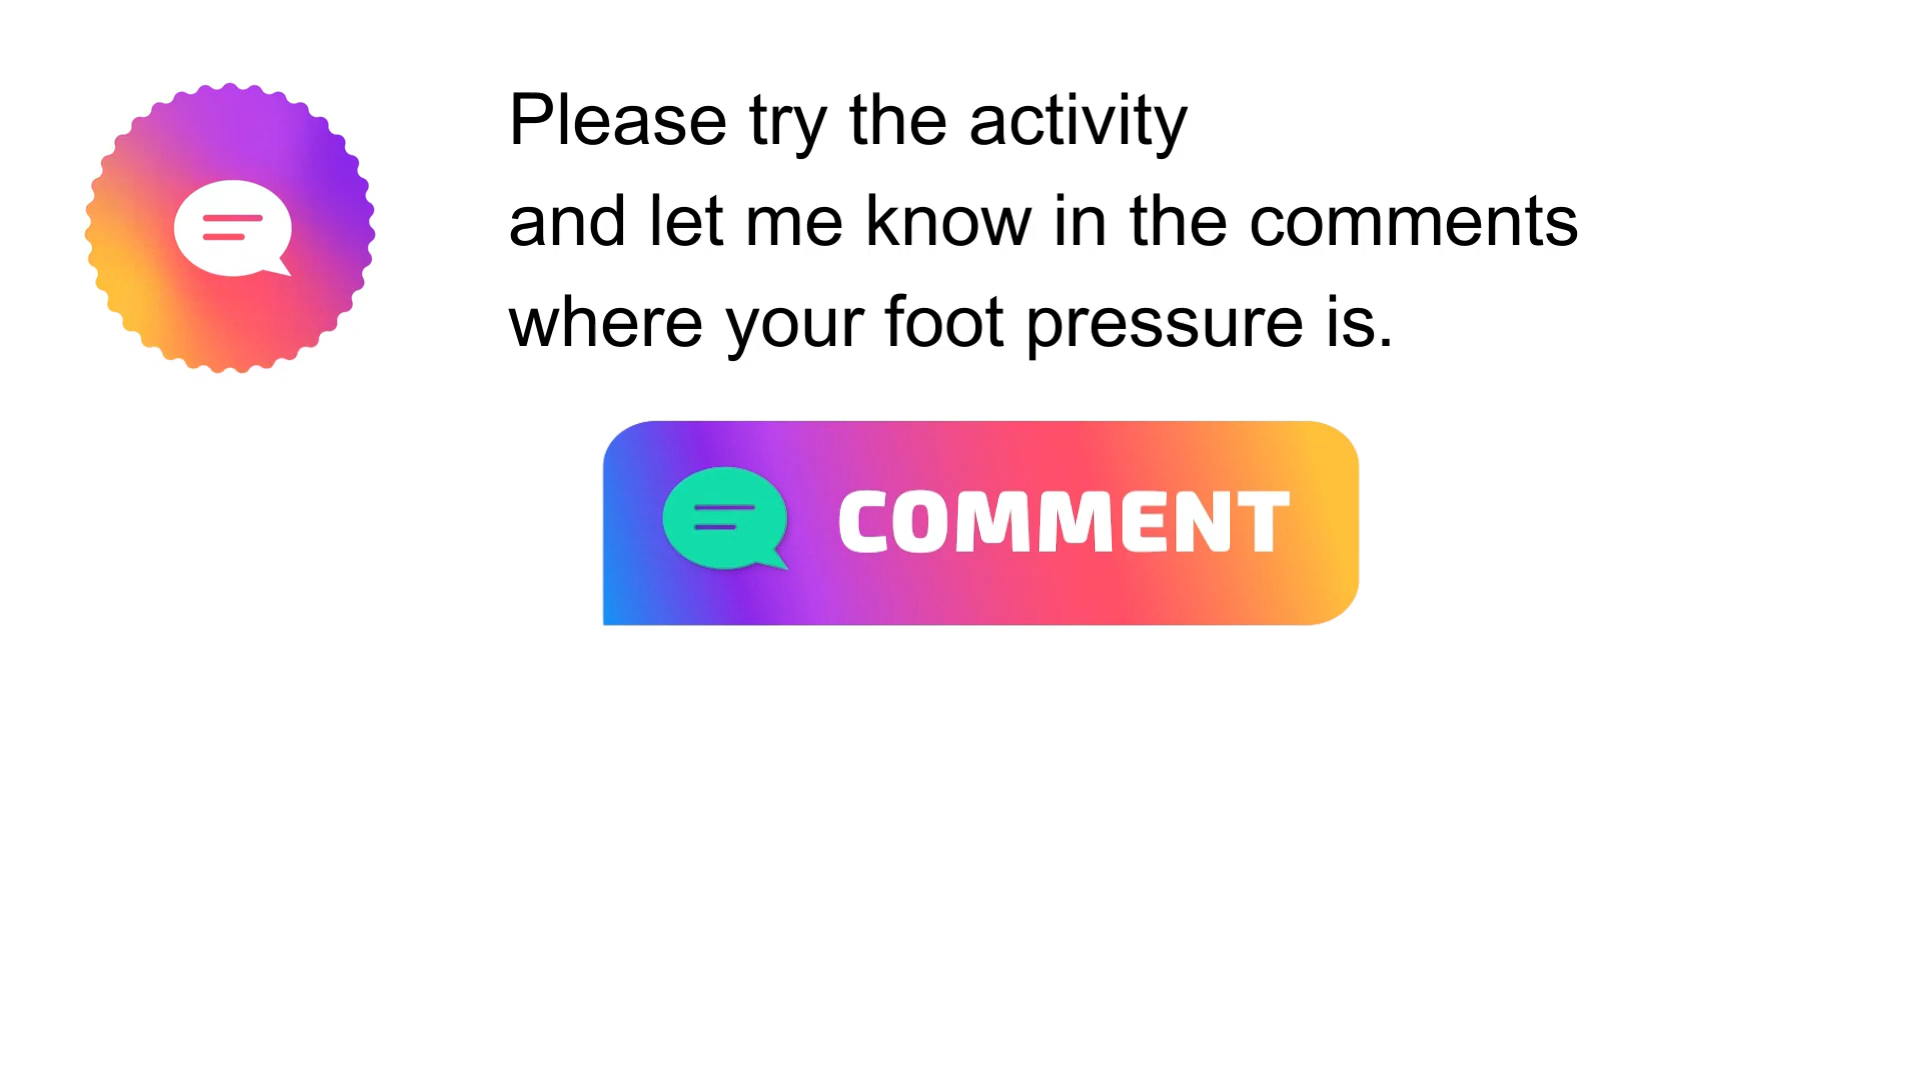 Please try the activity
and let me know in the comments
where your foot pressure is.
COMMENT